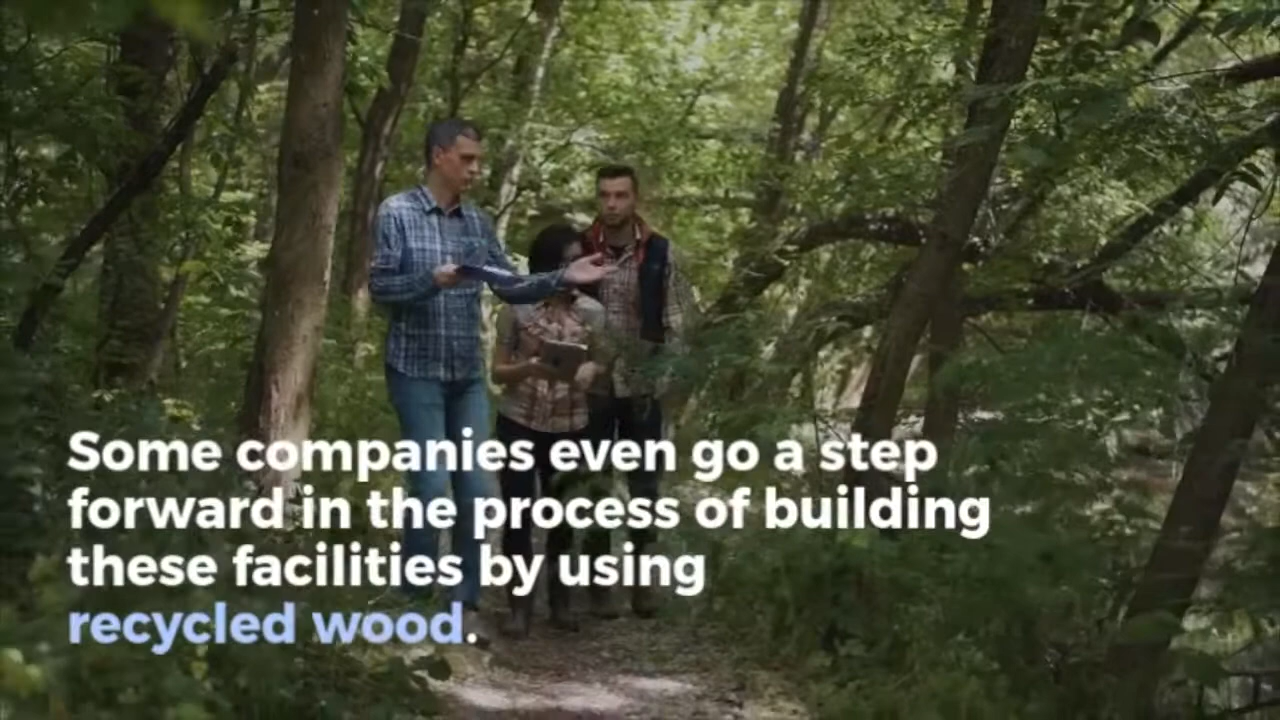 Some companies even go a step
forward in the process of building
these facilities by using
recycled wood.